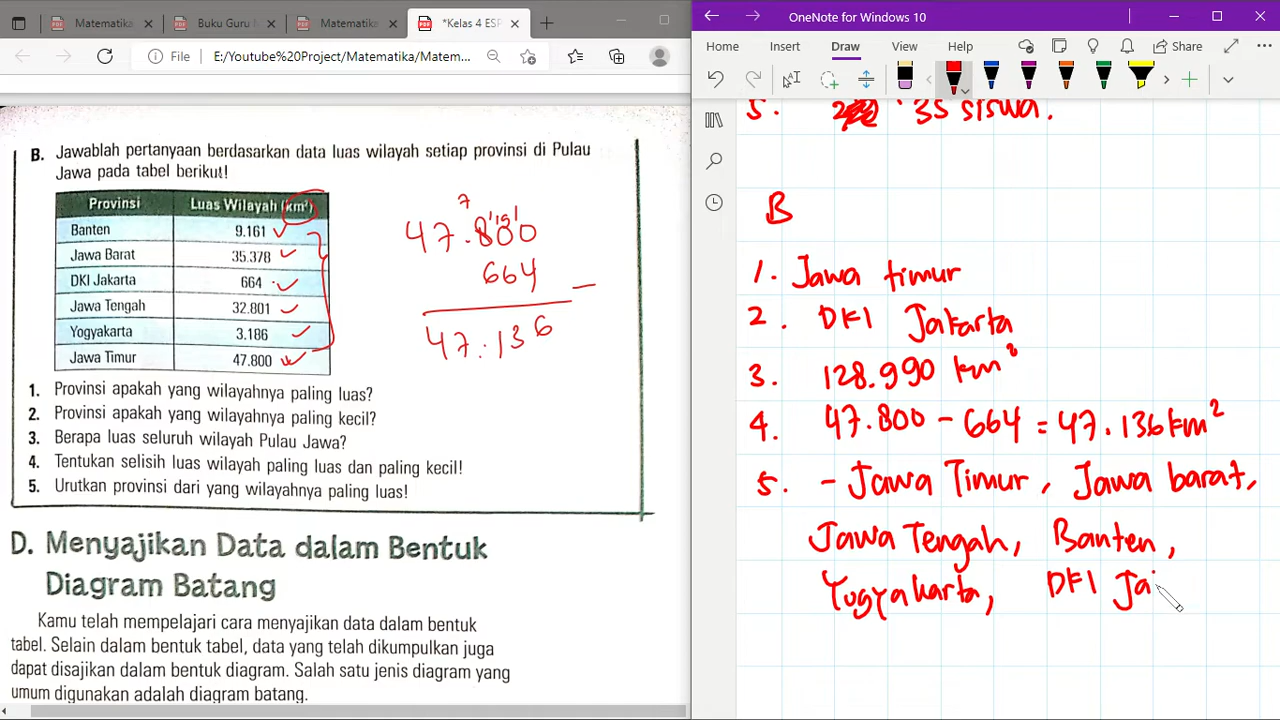 Matematika
Buku Guru M
Matematika
*Kelas 4 ESP
File
E:/Youtube%20Project/Matematika/Matem...
B. Jawablah pertanyaan berdasarkan data luas wilayah setiap provinsi di Pulau
Jawa pada tabel berikut!
Provinsi Luas Wilayah (km²)
Banten 9.161
Jawa Barat 35.378
DKI Jakarta 664
Jawa Tengah 32.801
Yogyakarta 3.186
Jawa Timur 47.800
7
47.800
664
47.136
1. Provinsi apakah yang wilayahnya paling luas?
2. Provinsi apakah yang wilayahnya paling kecil?
3. Berapa luas seluruh wilayah Pulau Jawa?
4. Tentukan selisih luas wilayah paling luas dan paling kecil!
5. Urutkan provinsi dari yang wilayahnya paling luas!
D. Menyajikan Data dalam Bentuk
Diagram Batang
Kamu telah mempelajari cara menyajikan data dalam bentuk
tabel. Selain dalam bentuk tabel, data yang telah dikumpulkan juga
dapat disajikan dalam bentuk diagram. Salah satu jenis diagram yang
umum digunakan adalah diagram batang.
OneNote for Windows 10
Home Insert Draw View Help Share
5. 35 siswa.
B
1. Jawa timur
2. DKI Jakarta
3. 128.990 km²
4. 47.800 - 664 = 47.136 km²
5. - Jawa Timur, Jawa barat,
Jawa Tengah, Banten,
Yogyakarta, DKI Ja